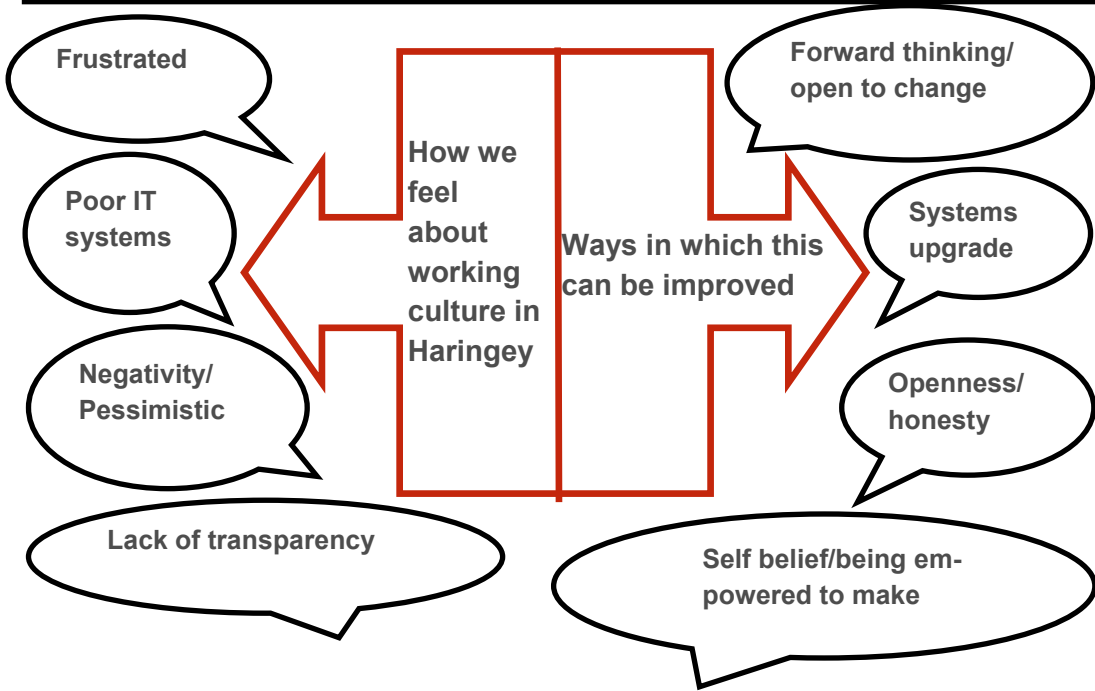 Frustrated
Poor IT
systems
Negativity/
Pessimistic
Lack of transparency
How we
feel
about
working
culture in
Haringey
Ways in which this
can be improved
Forward thinking/
open to change
Systems
upgrade
Openness/
honesty
Self belief/being em-
powered to make